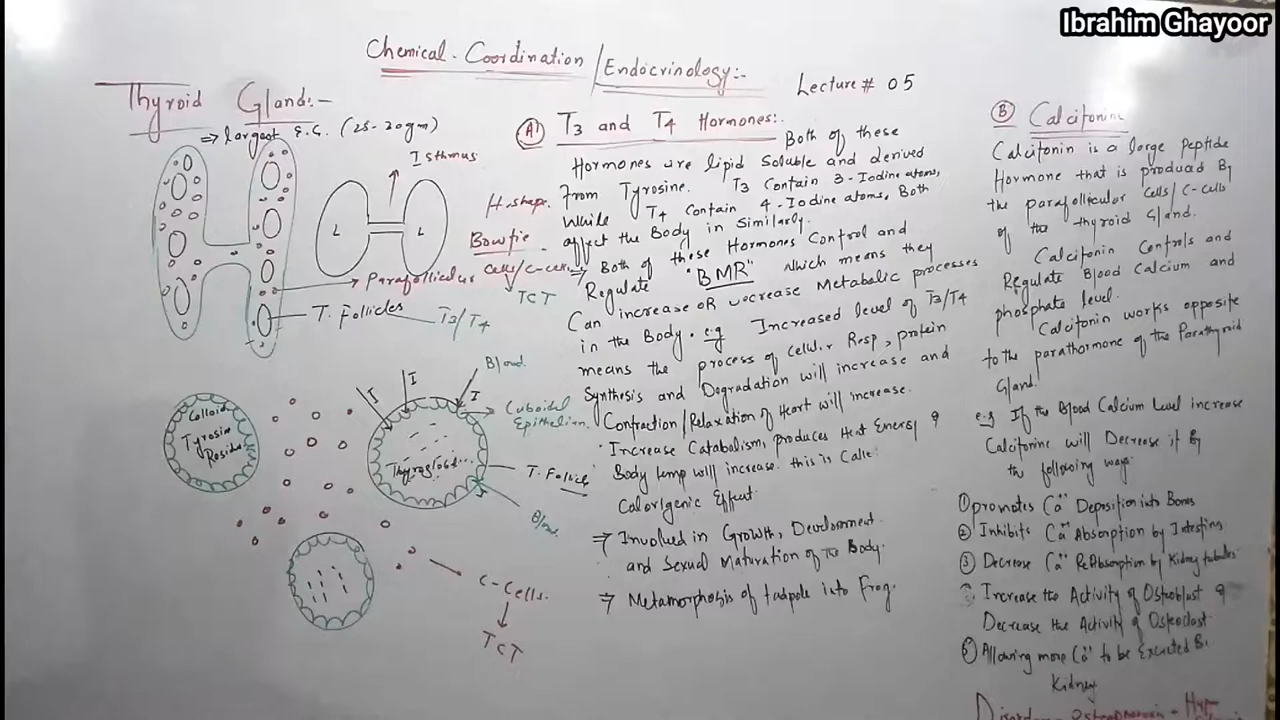 Ibrahim Ghayoor
Chemical Coordination / Endocrinology:-
Lecture # 05
Thyroid Gland:-
⇒ largest E.G. (25-20gm)
Isthmus
H-shape
Bowtie
L
L
→ Parafollicular Cells/C-cells
TCT
T. Follicles
T3/T4
Colloid
Tyrosin
Residue
I
I
I
Blood
Cuboidal
Epithelian
T. Follicl
Blood
C-Cells.
TCT
(A) T3 and T4 Hormones:.
Both of these
Hormones are lipid Soluble and derived
From Tyrosine. T3 Contain 3-Iodine atoms,
While T4 Contain 4-Iodine atoms, Both
affect the Body in Similarly.
⇒ Both of these Hormones Control and
Regulate "BMR" Which means they
Can increase OR decrease Metabolic processes
in the Body. e.g Increased level of T3/T4
means the process of cellular Resp, protein
Synthesis and Degradation will increase and
Contraction/Relaxation of Heart will increase.
· Increase Catabolism, produces Heat Energy &
Body temp will increase. this is Calle
Calorigenic Effect.
⇒ Involved in Growth, Development
and Sexual Maturation of the Body.
⇒ Metamorphosis of tadpole into Frog.
(B) Calcitonine
Calcitonin is a large Peptide
Hormone that is produad By
the parafollicular cells/C-cells
of the thyroid Gland.
Calcitonin Controls and
Regulate Blood Calcium and
phosphate level.
Calcitonin works opposite
to the parathormone of the Parathyroid
Gland.
e.g If the Blood Calcium Level increase
Calcitonine will Decrease it By
the following ways.
① promotes Ca++ Deposition into Bones
② Inhibits Ca++ Absorption by Intestine
③ Decrease Ca++ ReAbsorption by Kidney tubules
Increase the Activity of Osteoblast &
Decrease the Activity of Osteoclast.
⑤ Allowing more Ca++ to be Excreted By
Kidney